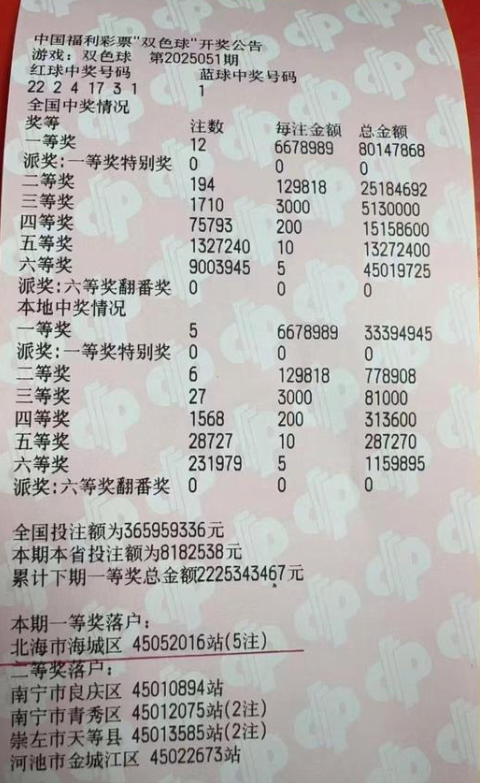 中国福利彩票"双色球"开奖公告
游戏: 双色球 第2025051期
红球中奖号码 蓝球中奖号码
22 2 4 17 3 1 1
全国中奖情况
奖等 注数 每注金额 总金额
一等奖 12 6678989 80147868
派奖:一等奖特别奖 0 0 0
二等奖 194 129818 25184692
三等奖 1710 3000 5130000
四等奖 75793 200 15158600
五等奖 1327240 10 13272400
六等奖 9003945 5 45019725
派奖:六等奖翻番奖 0 0 0
本地中奖情况
一等奖 5 6678989 33394945
派奖:一等奖特别奖 0 0 0
二等奖 6 129818 778908
三等奖 27 3000 81000
四等奖 1568 200 313600
五等奖 28727 10 287270
六等奖 231979 5 1159895
派奖:六等奖翻番奖 0 0 0
全国投注额为365959336元
本期本省投注额为8182538元
累计下期一等奖总金额2225343467元
本期一等奖落户:
北海市海城区 45052016站(5注)
二等奖落户:
南宁市良庆区 45010894站
南宁市青秀区 45012075站(2注)
崇左市天等县 45013585站(2注)
河池市金城江区 45022673站